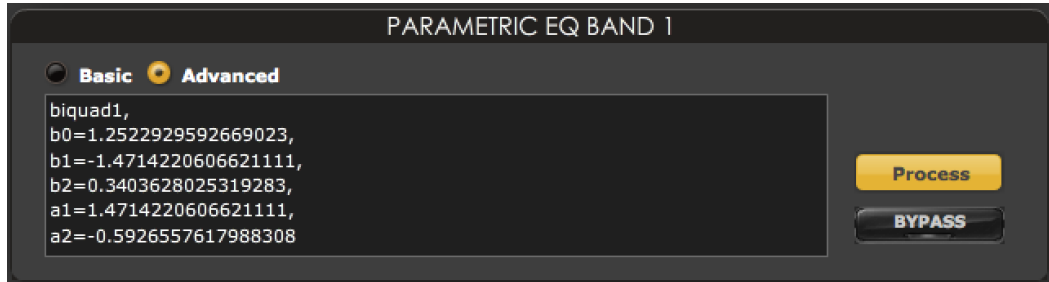 PARAMETRIC EQ BAND 1
Basic Advanced
biquad1,
b0=1.2522929592669023,
b1=-1.4714220606621111,
b2=0.3403628025319283,
a1=1.4714220606621111,
a2=-0.5926557617988308
Process
BYPASS